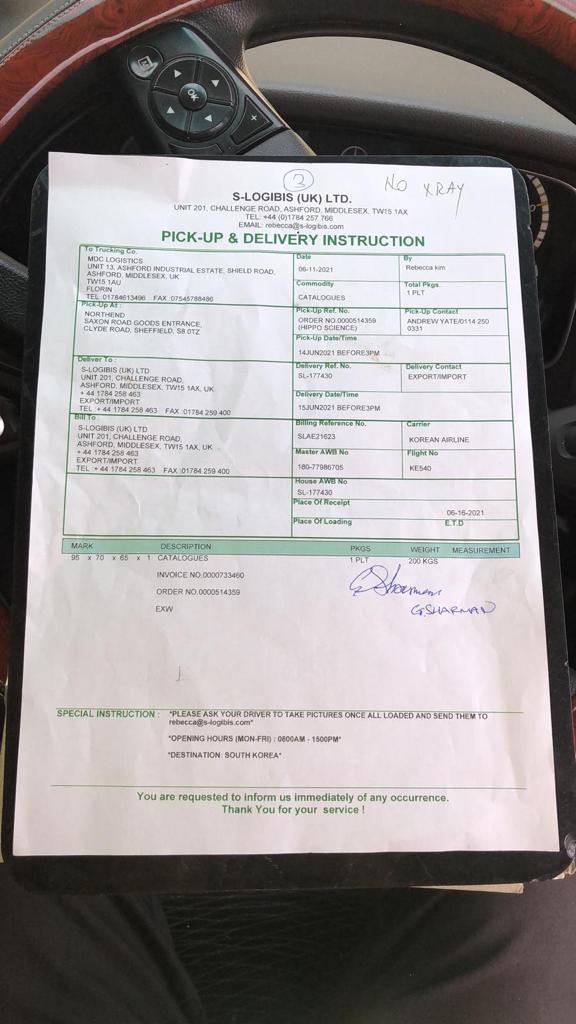 OK
3
NO XRAY
S-LOGIBIS (UK) LTD.
UNIT 201, CHALLENGE ROAD, ASHFORD, MIDDLESEX, TW15 1AX
TEL: +44 (0)1784 257 766
EMAIL: rebecca@s-logibis.com
PICK-UP & DELIVERY INSTRUCTION
To Trucking Co.
MDC LOGISTICS
UNIT 13, ASHFORD INDUSTRIAL ESTATE, SHIELD ROAD,
ASHFORD, MIDDLESEX, UK
TW15 1AU
FLORIN
TEL :01784613496 FAX :07545788486
Date
06-11-2021
By
Rebecca kim
Commodity
CATALOGUES
Total Pkgs.
1 PLT
Pick-Up At :
NORTHEND
SAXON ROAD GOODS ENTRANCE,
CLYDE ROAD, SHEFFIELD, S8 0TZ
Pick-Up Ref. No.
ORDER NO.0000514359
(HIPPO SCIENCE)
Pick-Up Contact
ANDREW YATE/0114 250
0331
Pick-Up Date/Time
14JUN2021 BEFORE3PM
Deliver To :
S-LOGIBIS (UK) LTD
UNIT 201, CHALLENGE ROAD,
ASHFORD, MIDDLESEX, TW15 1AX, UK
+ 44 1784 258 463
EXPORT/IMPORT
TEL :+ 44 1784 258 463 FAX :01784 259 400
Delivery Ref. No.
SL-177430
Delivery Contact
EXPORT/IMPORT
Delivery Date/Time
15JUN2021 BEFORE3PM
Bill To :
S-LOGIBIS (UK) LTD
UNIT 201, CHALLENGE ROAD,
ASHFORD, MIDDLESEX, TW15 1AX, UK
+ 44 1784 258 463
EXPORT/IMPORT
TEL :+ 44 1784 258 463 FAX :01784 259 400
Billing Reference No.
SLAE21623
Carrier
KOREAN AIRLINE
Master AWB No
180-77986705
Flight No
KE540
House AWB No
SL-177430
Place Of Receipt
06-16-2021
Place Of Loading E.T.D
MARK DESCRIPTION PKGS WEIGHT MEASUREMENT
95 x 70 x 65 x 1 CATALOGUES 1 PLT 200 KGS
INVOICE NO.0000733460
ORDER NO.0000514359
EXW
G Sharman
G.SHARMAN
SPECIAL INSTRUCTION : *PLEASE ASK YOUR DRIVER TO TAKE PICTURES ONCE ALL LOADED AND SEND THEM TO
rebecca@s-logibis.com*
*OPENING HOURS (MON-FRI) : 0800AM - 1500PM*
*DESTINATION: SOUTH KOREA*
You are requested to inform us immediately of any occurrence.
Thank You for your service !